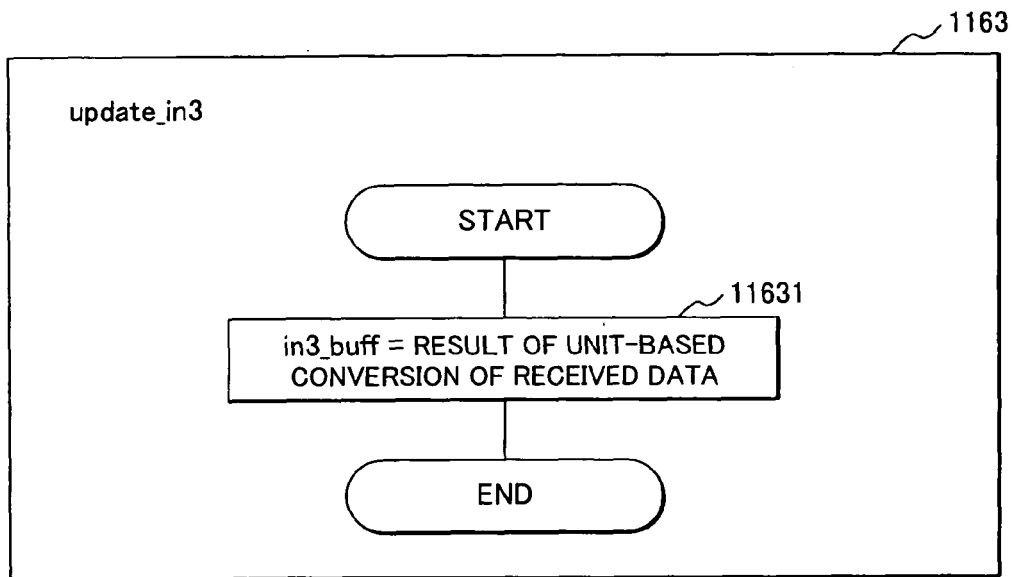 1163
update_in3
START
11631
in3_buff = RESULT OF UNIT-BASED
CONVERSION OF RECEIVED DATA
END